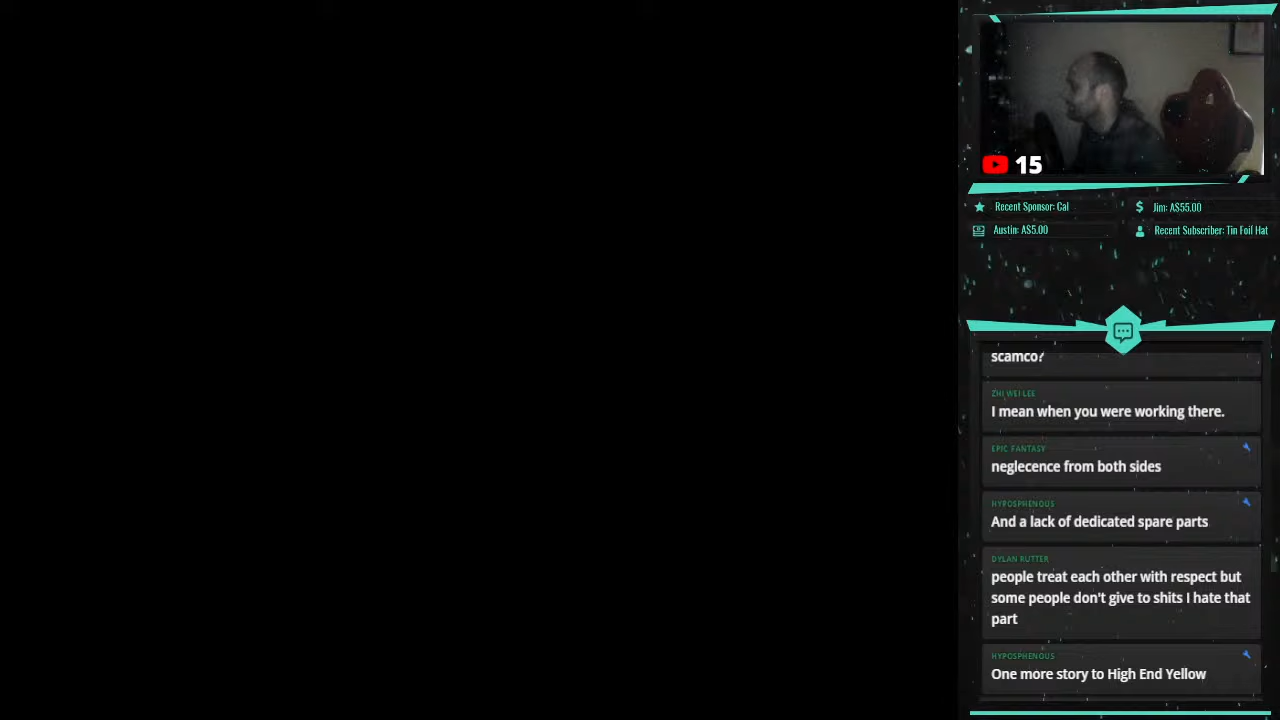 15
Recent Sponsor: Cal
Jim: A$55.00
Austin: A$5.00
Recent Subscriber: Tin Foil Hat
scamco?
ZHI WEI LEE
I mean when you were working there.
EPIC FANTASY
neglecence from both sides
HYPOSPHENOUS
And a lack of dedicated spare parts
DYLAN RUTTER
people treat each other with respect but
some people don't give to shits I hate that
part
HYPOSPHENOUS
One more story to High End Yellow